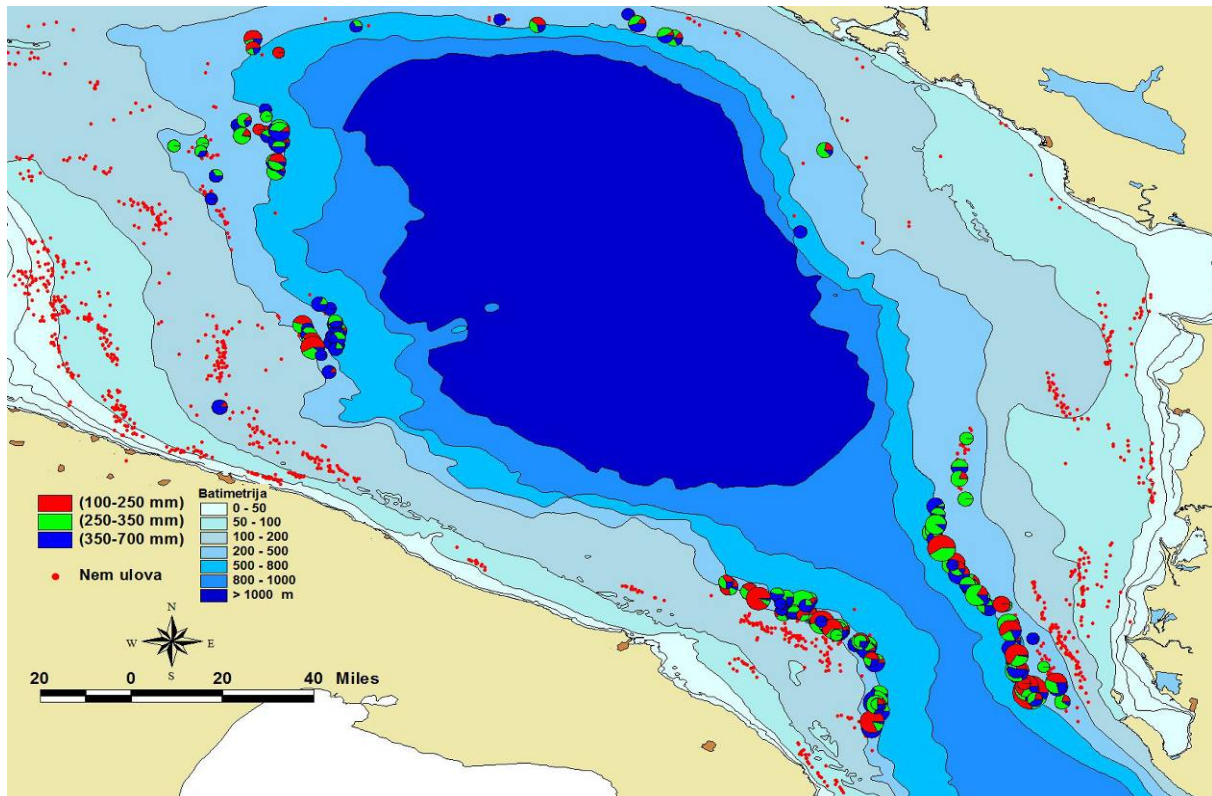 (100-250 mm)
(250-350 mm)
(350-700 mm)
Nem ulova
Batimetrija
0 - 50
50 - 100
100 - 200
200 - 500
500 - 800
800 - 1000
> 1000 m
N
W E
S
20 0 20 40 Miles